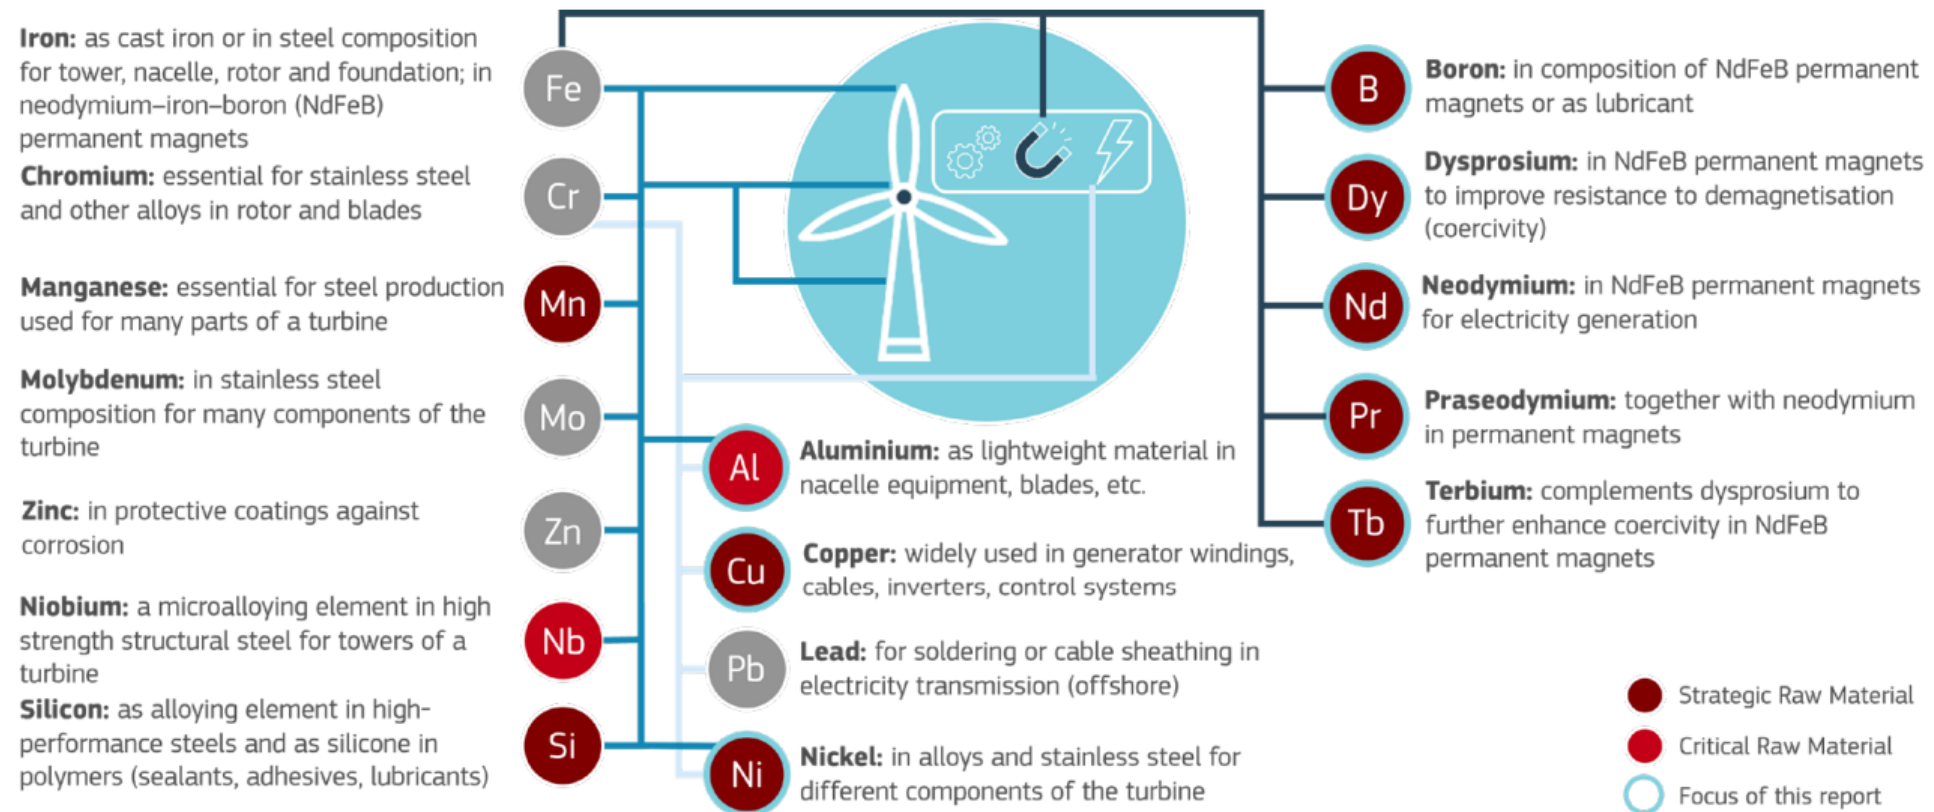 Iron: as cast iron or in steel composition
for tower, nacelle, rotor and foundation; in
neodymium–iron–boron (NdFeB)
permanent magnets
Fe
Chromium: essential for stainless steel
and other alloys in rotor and blades
Cr
Manganese: essential for steel production
used for many parts of a turbine
Mn
Molybdenum: in stainless steel
composition for many components of the
turbine
Mo
Zinc: in protective coatings against
corrosion
Zn
Niobium: a microalloying element in high
strength structural steel for towers of a
turbine
Nb
Silicon: as alloying element in high-
performance steels and as silicone in
polymers (sealants, adhesives, lubricants)
Si
Al
Aluminium: as lightweight material in
nacelle equipment, blades, etc.
Cu
Copper: widely used in generator windings,
cables, inverters, control systems
Pb
Lead: for soldering or cable sheathing in
electricity transmission (offshore)
Ni
Nickel: in alloys and stainless steel for
different components of the turbine
B
Boron: in composition of NdFeB permanent
magnets or as lubricant
Dy
Dysprosium: in NdFeB permanent magnets
to improve resistance to demagnetisation
(coercivity)
Nd
Neodymium: in NdFeB permanent magnets
for electricity generation
Pr
Praseodymium: together with neodymium
in permanent magnets
Tb
Terbium: complements dysprosium to
further enhance coercivity in NdFeB
permanent magnets
Strategic Raw Material
Critical Raw Material
Focus of this report